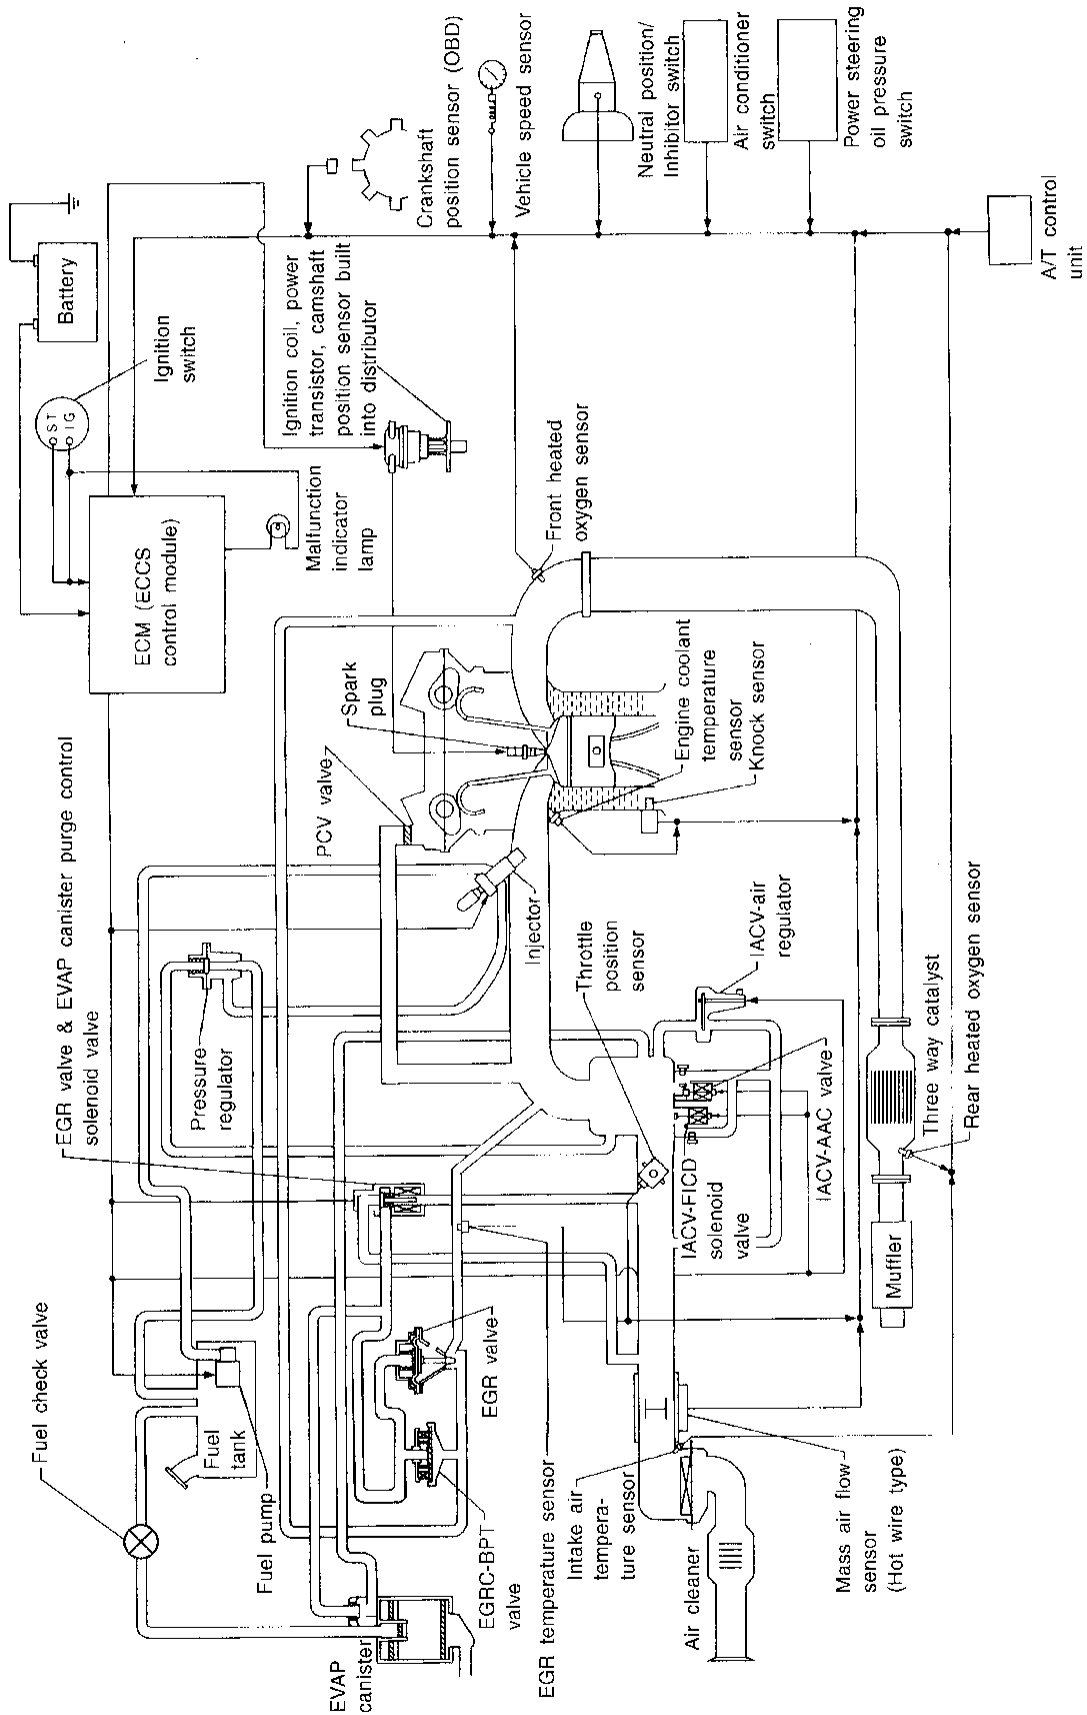 Fuel check valve
EGR valve & EVAP canister purge control
solenoid valve
Battery
Ignition
switch
S T
I G
ECM (ECCS
control module)
Fuel
tank
Fuel pump
Pressure
regulator
Malfunction
indicator
lamp
Ignition coil, power
transistor, camshaft
position sensor built
into distributor
Crankshaft
position sensor (OBD)
Vehicle speed sensor
EVAP
canister
PCV valve
Spark
plug
EGRC-BPT
valve
EGR valve
Injector
Front heated
oxygen sensor
Neutral position/
Inhibitor switch
Air conditioner
switch
Power steering
oil pressure
switch
EGR temperature sensor
Intake air
tempera-
ture sensor
Throttle
position
sensor
Engine coolant
temperature
sensor
Knock sensor
IACV-FICD
solenoid
valve
IACV-air
regulator
IACV-AAC valve
Air cleaner
Mass air flow
sensor
(Hot wire type)
Muffler
Three way catalyst
Rear heated oxygen sensor
A/T control
unit